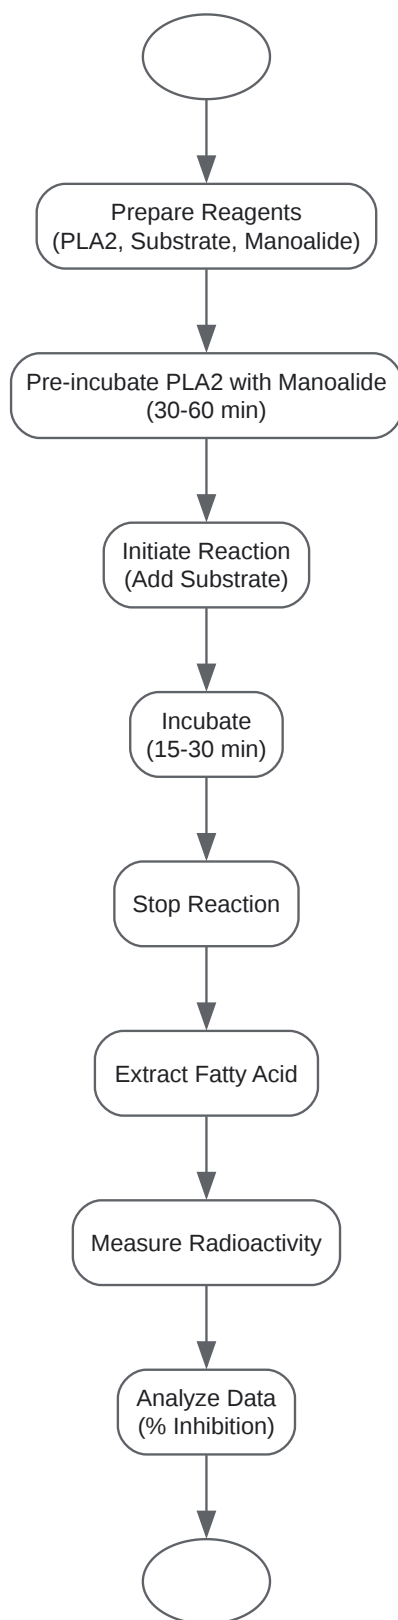 Prepare Reagents
(PLA2, Substrate, Manoalide)
Pre-incubate PLA2 with Manoalide
(30-60 min)
Initiate Reaction
(Add Substrate)
Incubate
(15-30 min)
Stop Reaction
Extract Fatty Acid
Measure Radioactivity
Analyze Data
(% Inhibition)